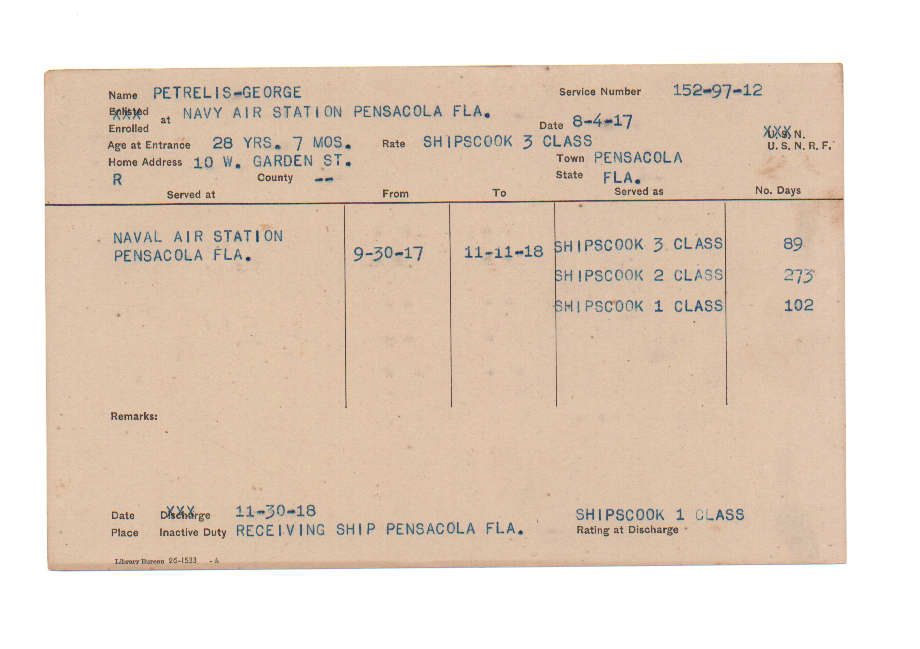 Name PETRELIS-GEORGE Service Number 152-97-12
Enlisted
Enrolled at NAVY AIR STATION PENSACOLA FLA. Date 8-4-17
Age at Entrance 28 YRS. 7 MOS. Rate SHIPSCOOK 3 CLASS U. S. N.
U. S. N. R. F.
Home Address 10 W. GARDEN ST. Town PENSACOLA
R County -- State FLA.
Served at From To Served as No. Days
NAVAL AIR STATION SHIPSCOOK 3 CLASS 89
PENSACOLA FLA. 9-30-17 11-11-18
SHIPSCOOK 2 CLASS 273
SHIPSCOOK 1 CLASS 102
Remarks:
Date Discharge 11-30-18 SHIPSCOOK 1 CLASS
Place Inactive Duty RECEIVING SHIP PENSACOLA FLA. Rating at Discharge
Library Bureau 26-1523 -A